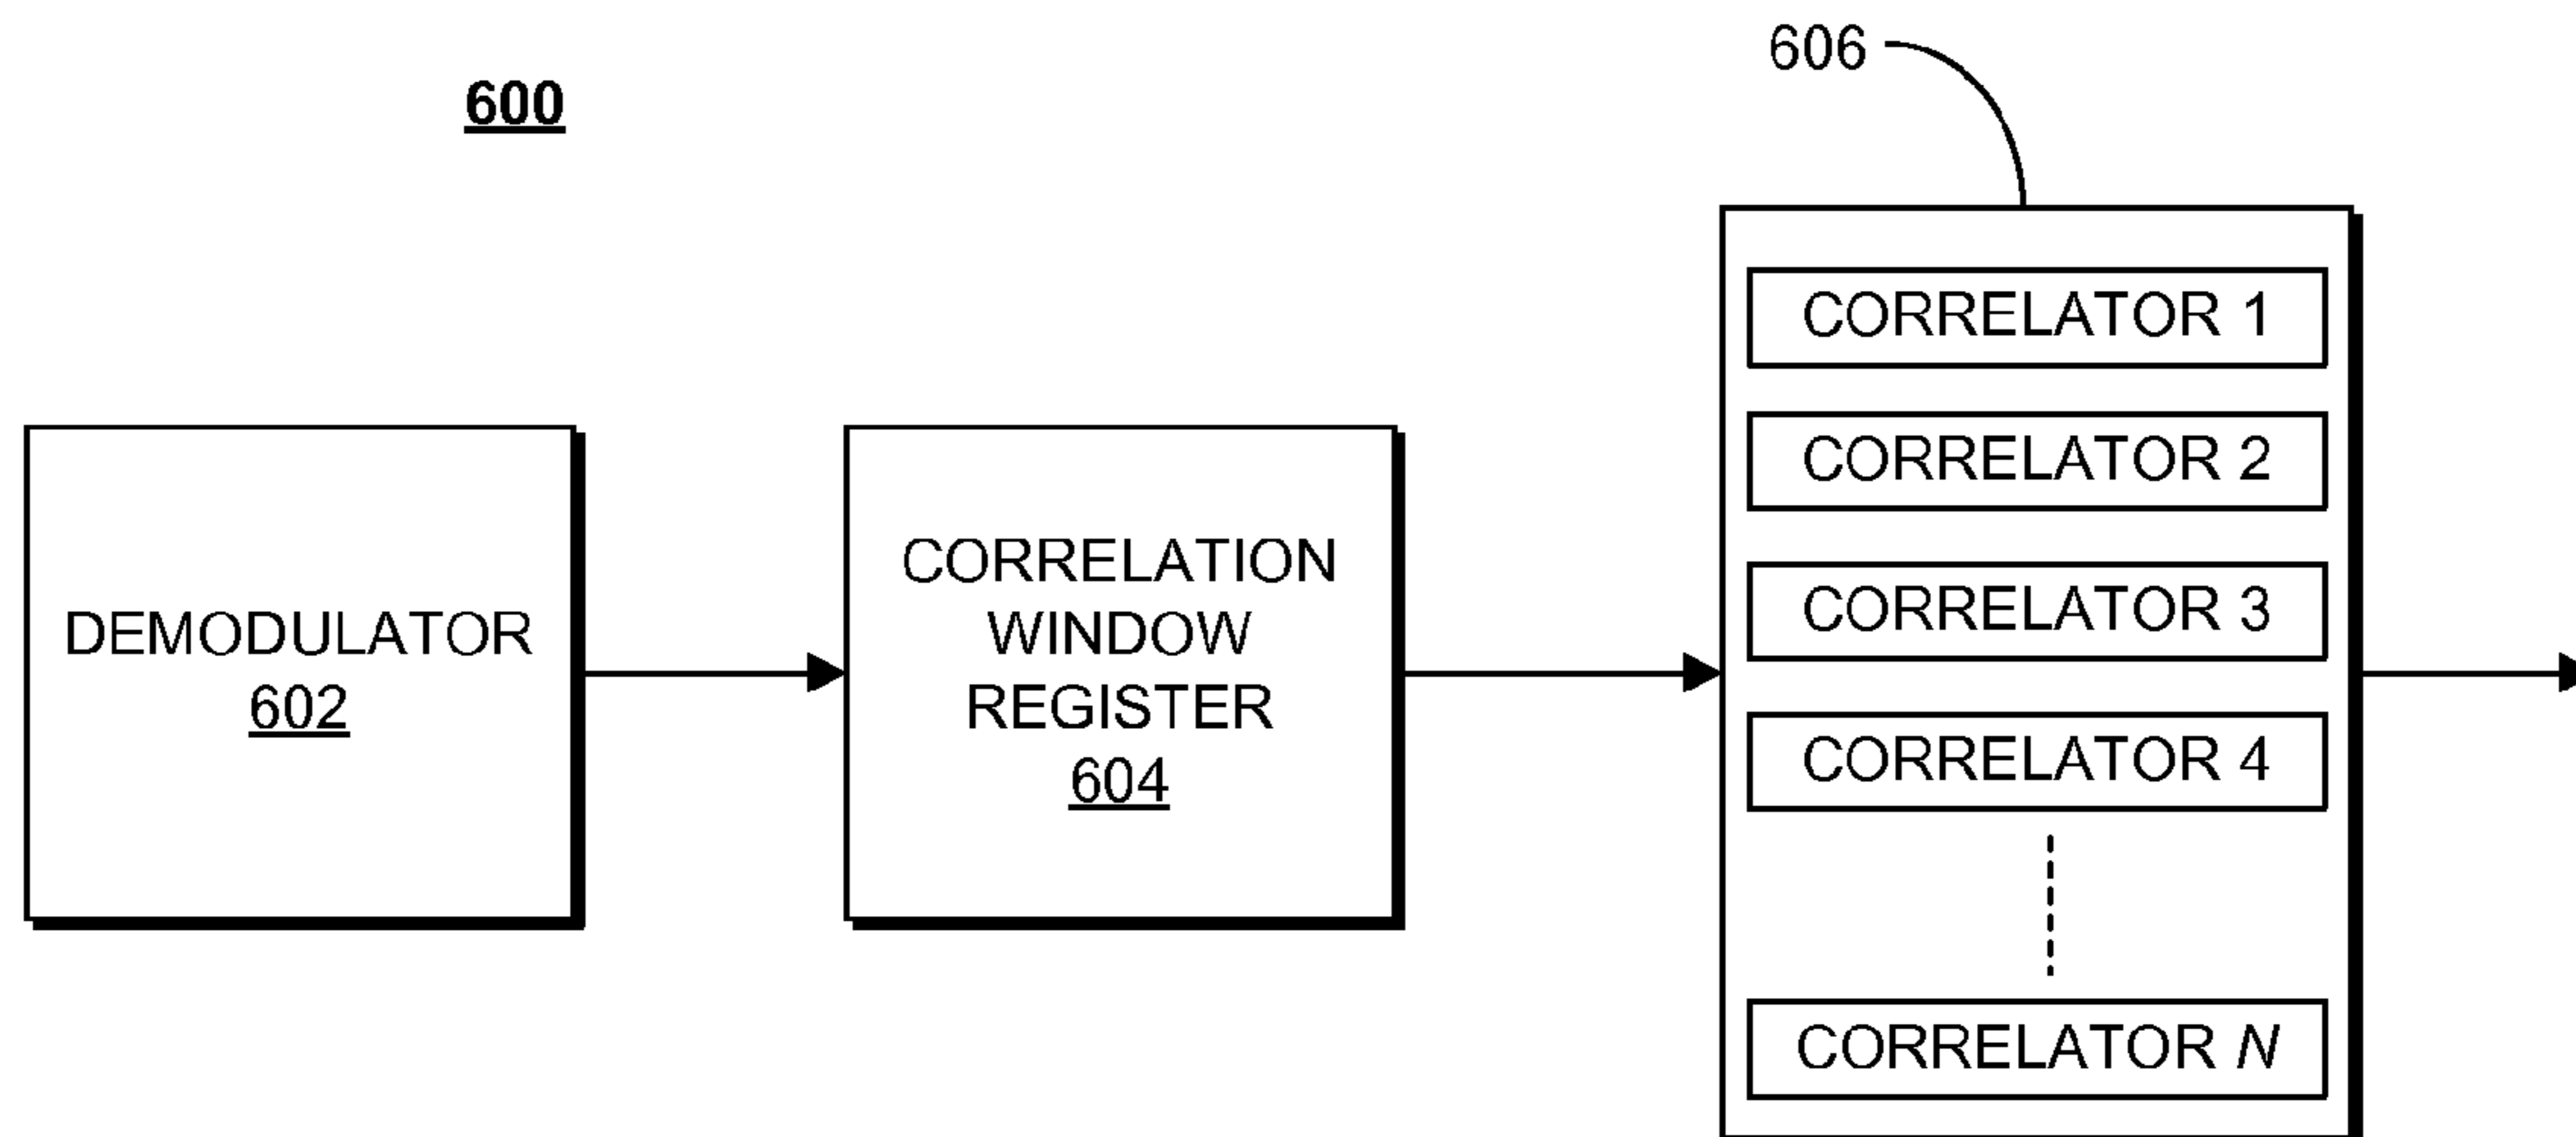 606
600
CORRELATOR 1
CORRELATOR 2
CORRELATOR 3
CORRELATOR 4
CORRELATOR N
DEMODULATOR
602
CORRELATION
WINDOW
REGISTER
604